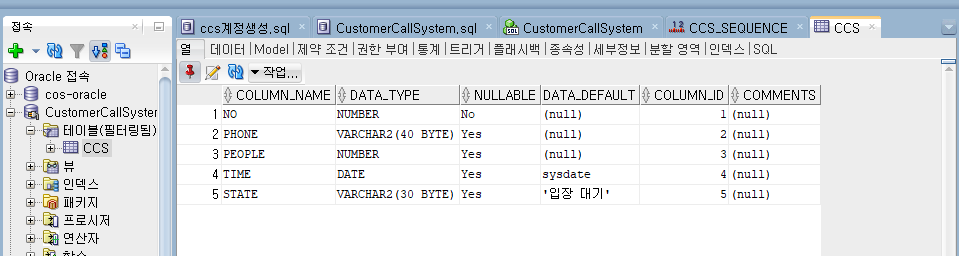 접속
ccs계정생성.sql
CustomerCallSystem.sql
CustomerCallSystem
CCS_SEQUENCE
CCS
열 데이터 Model 제약 조건 권한 부여 통계 트리거 플래시백 종속성 세부정보 분할 영역 인덱스 SQL
작업...
Oracle 접속
cos-oracle
CustomerCallSystem
테이블(필터링됨)
CCS
뷰
인덱스
패키지
프로시저
연산자
COLUMN_NAME DATA_TYPE NULLABLE DATA_DEFAULT COLUMN_ID COMMENTS
1 NO NUMBER No (null) 1 (null)
2 PHONE VARCHAR2(40 BYTE) Yes (null) 2 (null)
3 PEOPLE NUMBER Yes (null) 3 (null)
4 TIME DATE Yes sysdate 4 (null)
5 STATE VARCHAR2(30 BYTE) Yes '입장 대기' 5 (null)